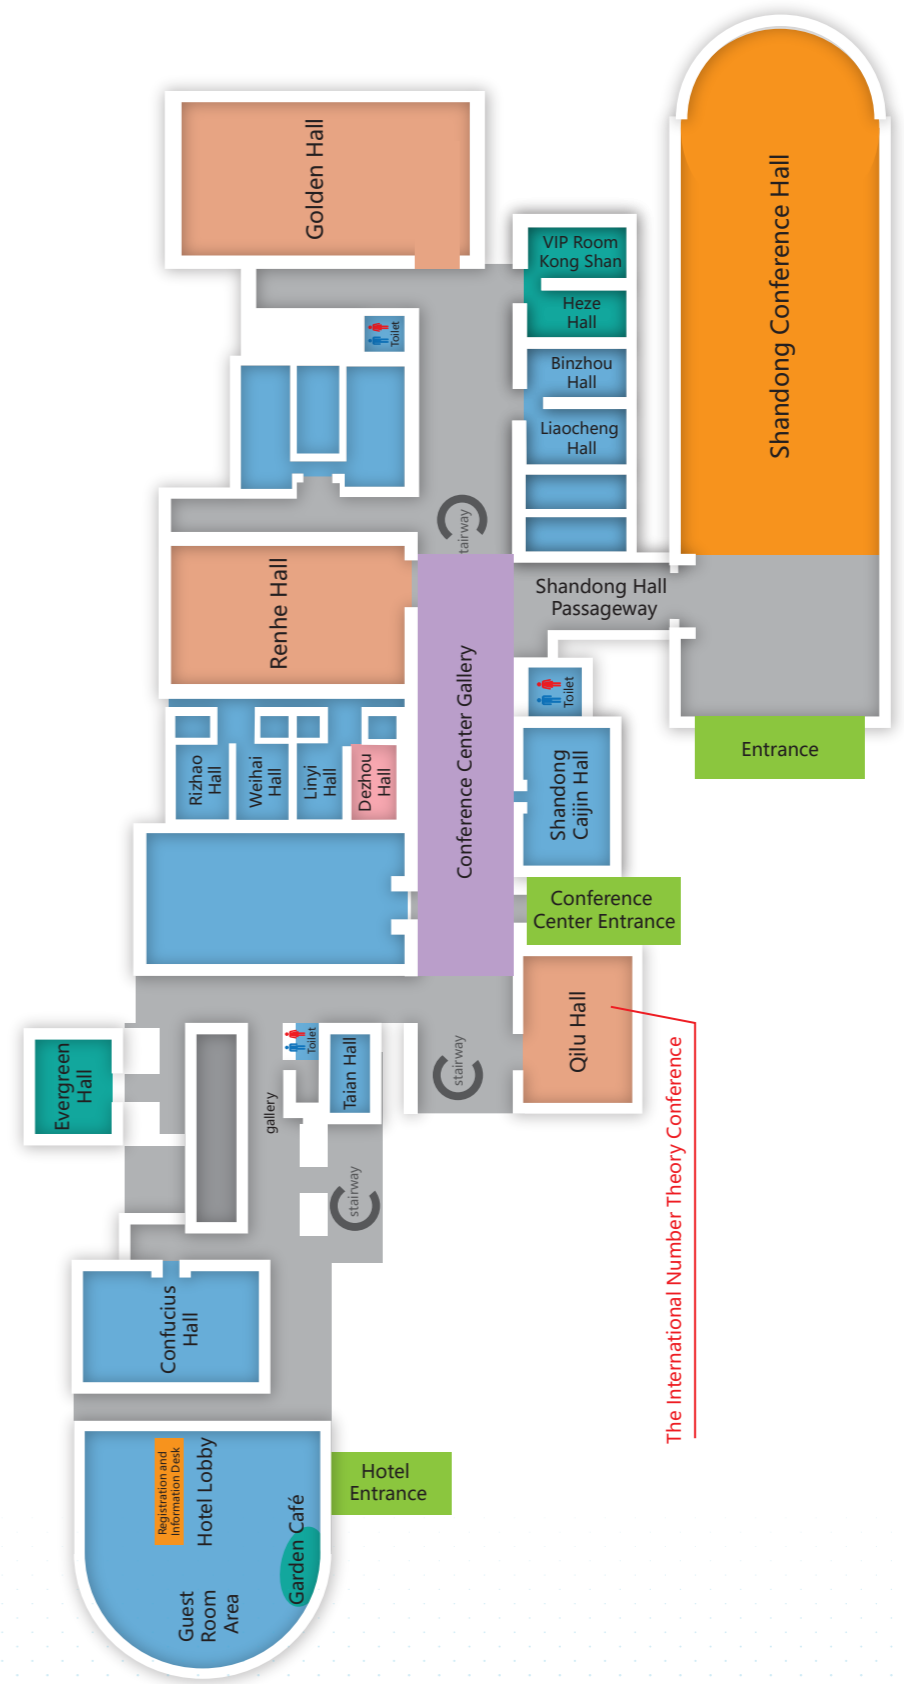 Golden Hall
Shandong Conference Hall
VIP Room
Kong Shan
Heze
Hall
Toilet
Binzhou
Hall
Liaocheng
Hall
stairway
Renhe Hall
Shandong Hall
Passageway
Conference Center Gallery
Toilet
Entrance
Rizhao
Hall
Weihai
Hall
Linyi
Hall
Dezhou
Hall
Shandong
Caijin Hall
Conference
Center Entrance
Qilu Hall
The International Number Theory Conference
Evergreen
Hall
Toilet
Taian Hall
gallery
stairway
stairway
Confucius
Hall
Registration and
Information Desk
Hotel Lobby
Hotel
Entrance
Garden Café
Guest
Room
Area